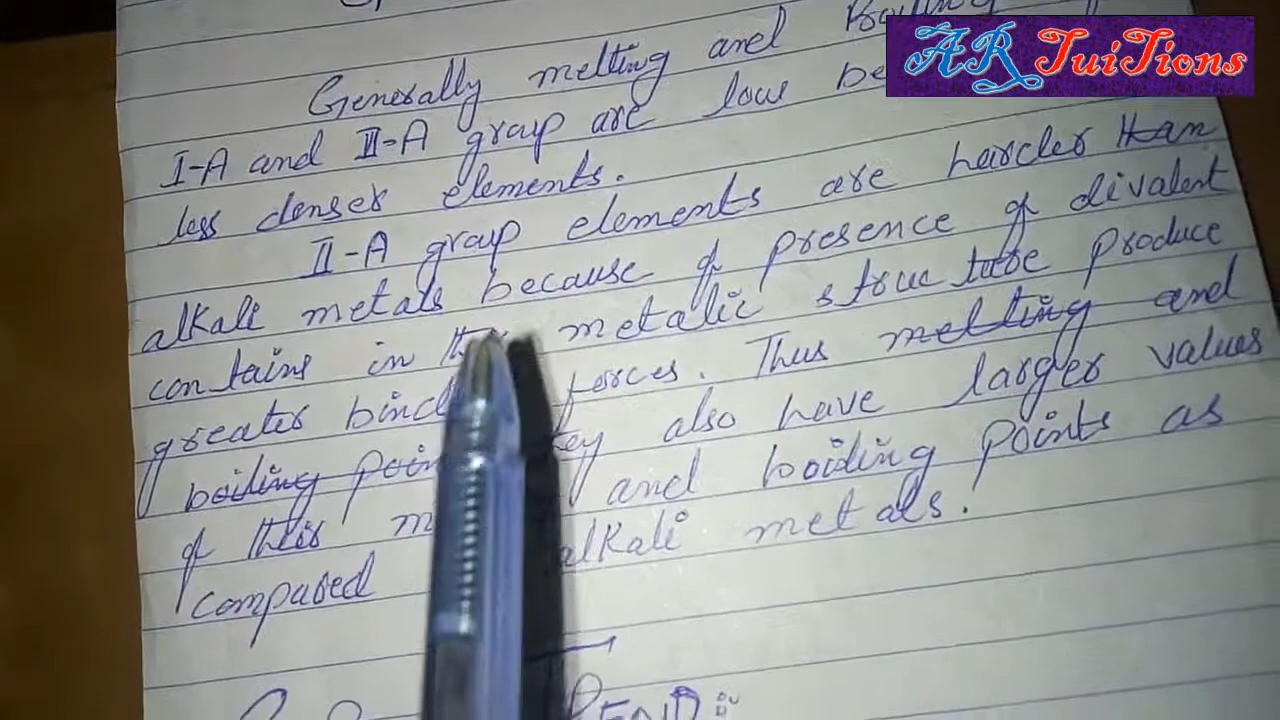 AR TuiTions
Generally melting and
I-A and II-A group are low
less denser elements.
II-A group elements are harder than
alkali metals because of presence of divalent
contains in metalic structure produce
greater forces. Thus melting and
boiling also have larger values
of their and boiling points as
compared alkali metals.